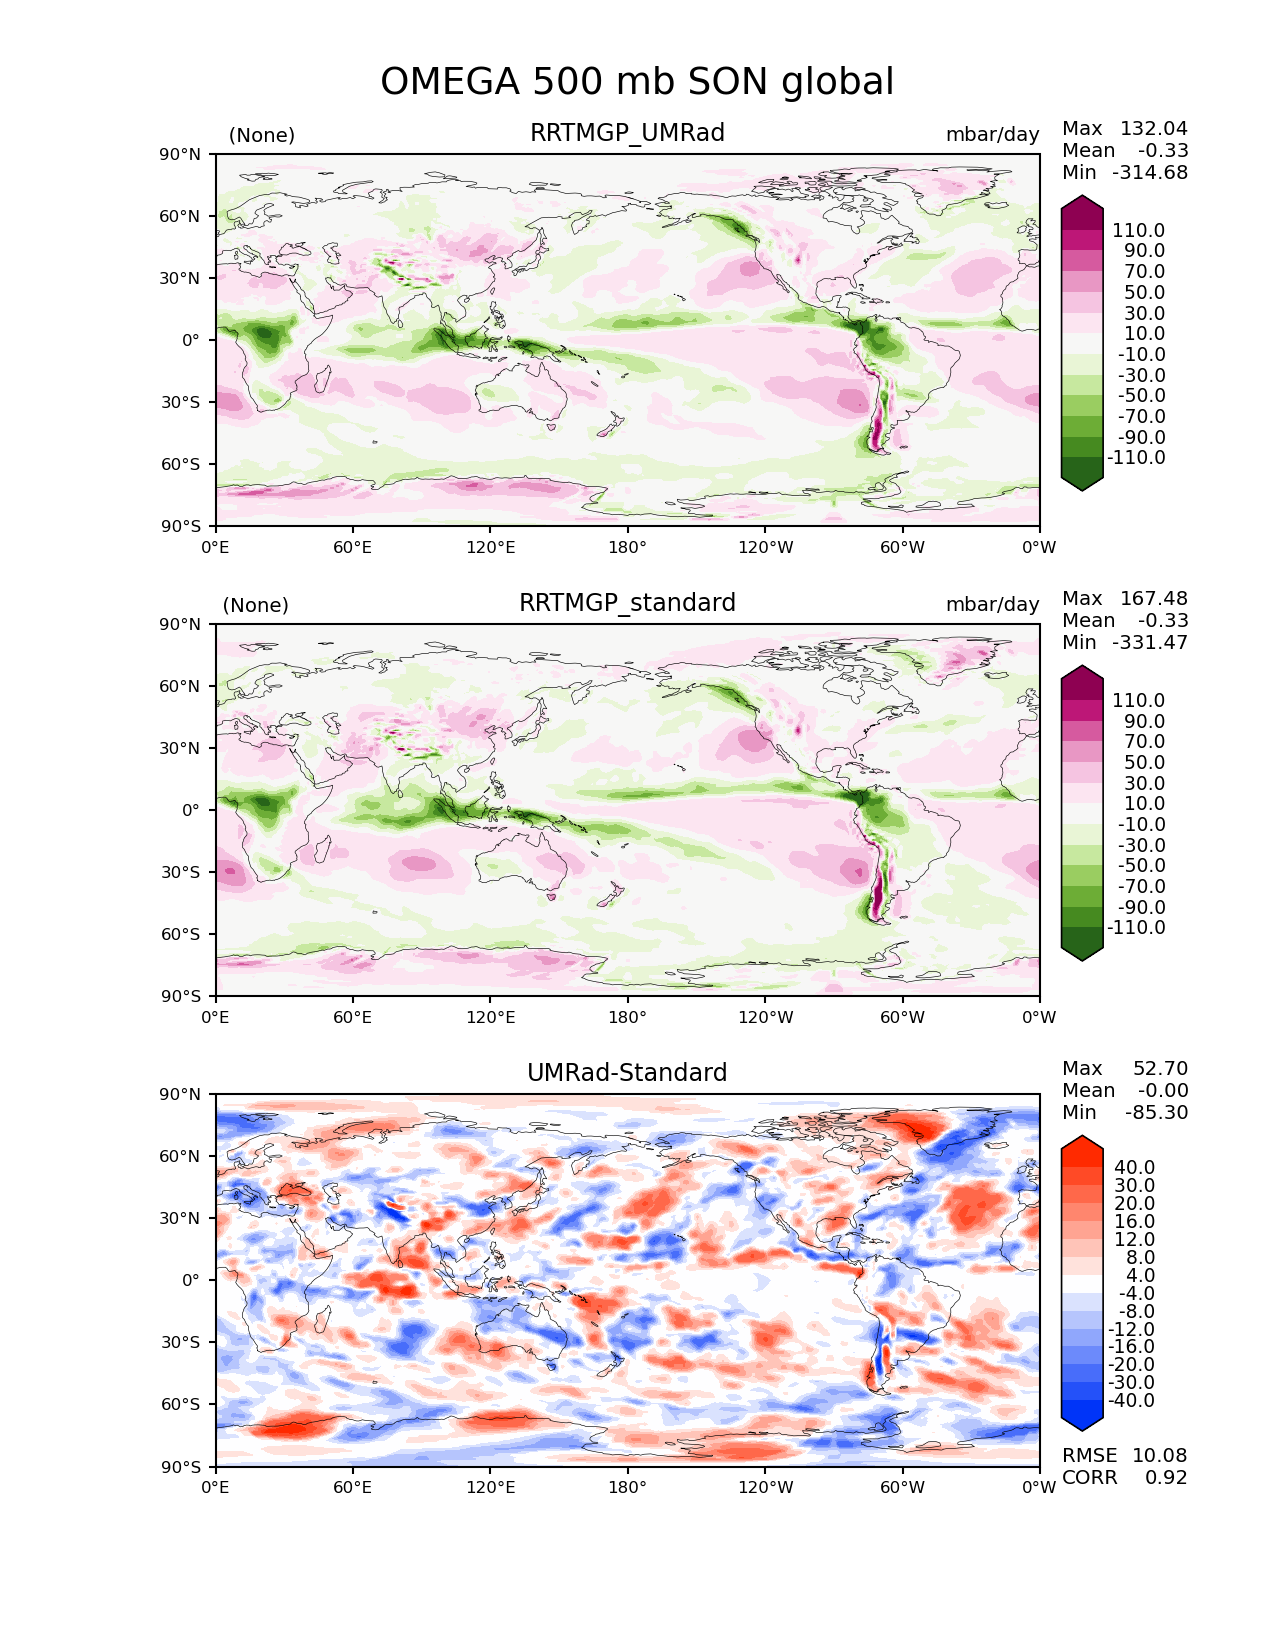 OMEGA 500 mb SON global
(None) RRTMGP_UMRad mbar/day
Max 132.04
Mean -0.33
Min -314.68
90°N
60°N
30°N
0°
30°S
60°S
90°S
0°E 60°E 120°E 180° 120°W 60°W 0°W
110.0
90.0
70.0
50.0
30.0
10.0
-10.0
-30.0
-50.0
-70.0
-90.0
-110.0
(None) RRTMGP_standard mbar/day
Max 167.48
Mean -0.33
Min -331.47
90°N
60°N
30°N
0°
30°S
60°S
90°S
0°E 60°E 120°E 180° 120°W 60°W 0°W
110.0
90.0
70.0
50.0
30.0
10.0
-10.0
-30.0
-50.0
-70.0
-90.0
-110.0
UMRad-Standard
Max 52.70
Mean -0.00
Min -85.30
90°N
60°N
30°N
0°
30°S
60°S
90°S
0°E 60°E 120°E 180° 120°W 60°W 0°W
40.0
30.0
20.0
16.0
12.0
8.0
4.0
-4.0
-8.0
-12.0
-16.0
-20.0
-30.0
-40.0
RMSE 10.08
CORR 0.92